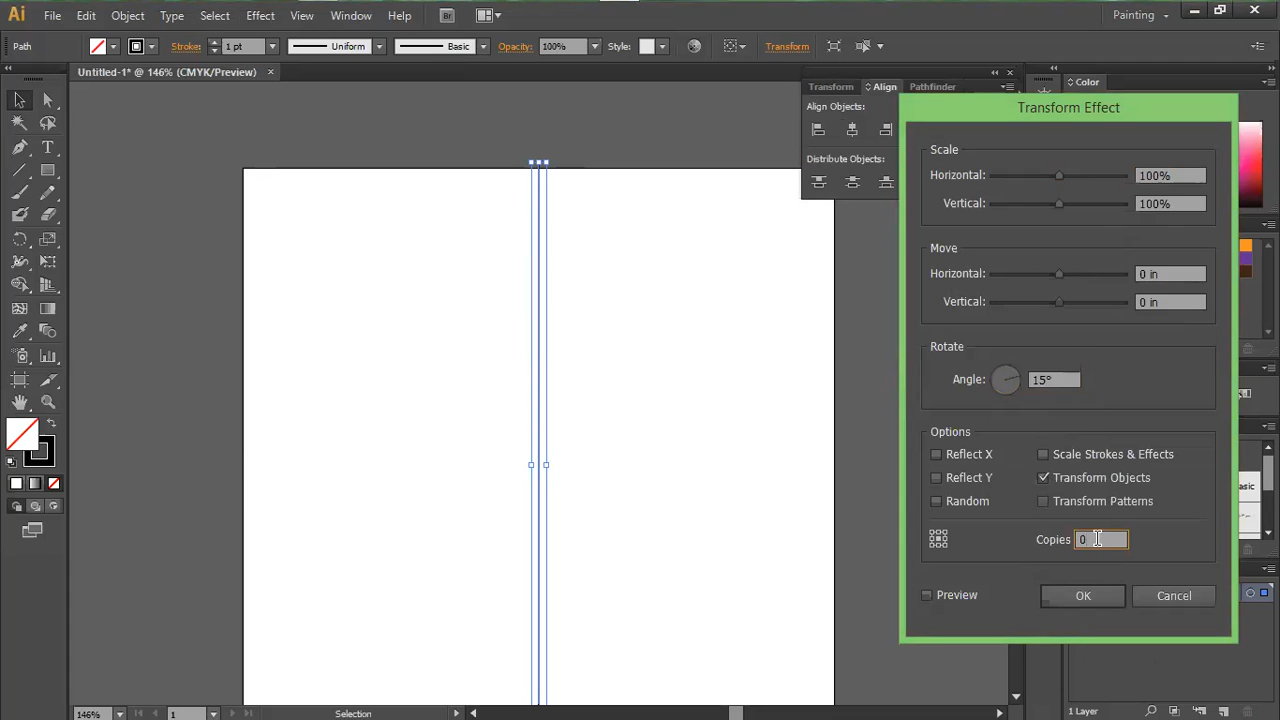 Ai File Edit Object Type Select Effect View Window Help Br Painting
Path Stroke: 1 pt Uniform Basic Opacity: 100% Style: Transform
Untitled-1* @ 146% (CMYK/Preview) ×
Transform Align Pathfinder
Color
Align Objects:
Distribute Objects:
Transform Effect
Scale
Horizontal: 100%
Vertical: 100%
Move
Horizontal: 0 in
Vertical: 0 in
Rotate
Angle: 15°
Options
Reflect X Scale Strokes & Effects
Reflect Y Transform Objects
Random Transform Patterns
Copies 0
Preview OK Cancel
asic
146% 1 Selection
1 Layer